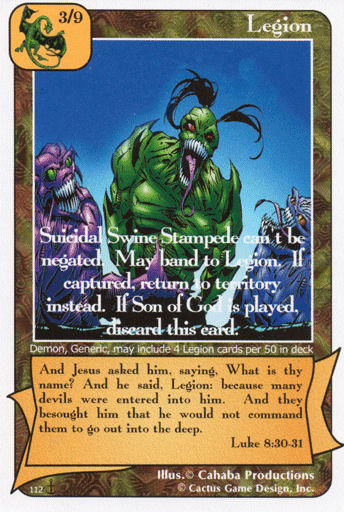 3/9
Legion
Suicidal Swine Stampede can't be
negated. May band to Legion. If
captured, return to territory
instead. If Son of God is played,
discard this card.
Demon, Generic, may include 4 Legion cards per 50 in deck
And Jesus asked him, saying, What is thy
name? And he said, Legion: because many
devils were entered into him. And they
besought him that he would not command
them to go out into the deep.
Luke 8:30-31
Illus.© Cahaba Productions
112
© Cactus Game Design, Inc.